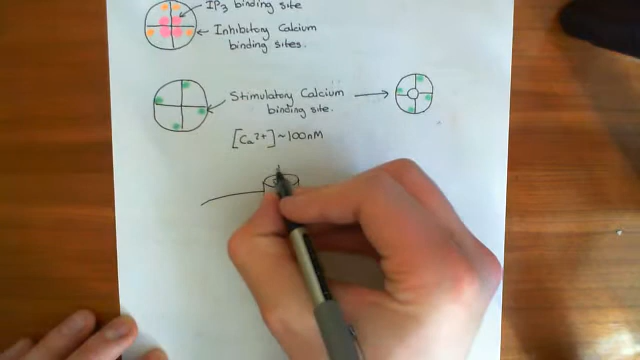 IP₃ binding site
Inhibitory Calcium
binding sites.
Stimulatory Calcium
binding site.
[Ca²⁺] ~100nM